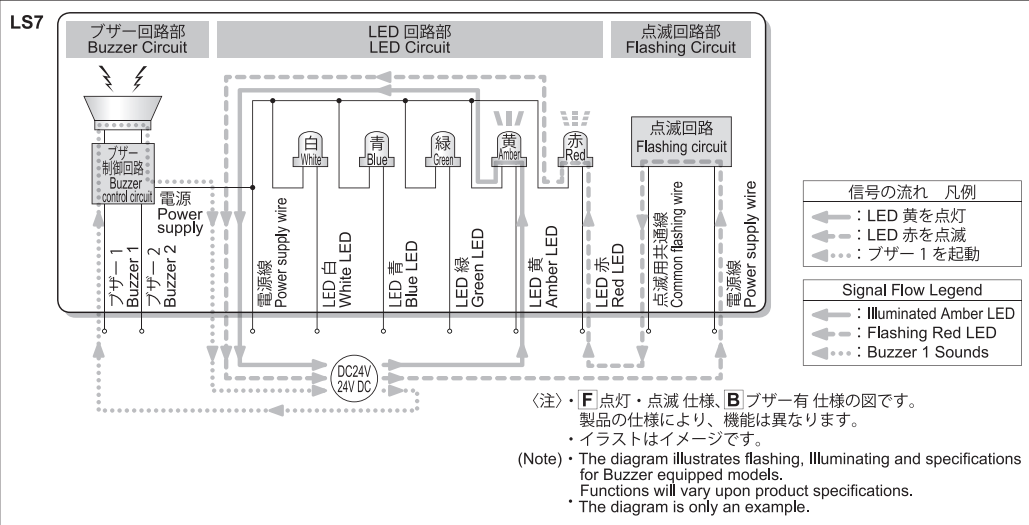 LS7
ブザー回路部
Buzzer Circuit
LED 回路部
LED Circuit
点滅回路部
Flashing Circuit
白
White
青
Blue
緑
Green
黄
Amber
赤
Red
点滅回路
Flashing circuit
ブザー
制御回路
Buzzer
control circuit
電源
Power
supply
ブザー 1
Buzzer 1
ブザー 2
Buzzer 2
電源線
Power supply wire
LED 白
White LED
LED 青
Blue LED
LED 緑
Green LED
LED 黄
Amber LED
LED 赤
Red LED
点滅用共通線
Common flashing wire
電源線
Power supply wire
DC24V
24V DC
信号の流れ 凡例
：LED 黄を点灯
：LED 赤を点滅
：ブザー 1 を起動
Signal Flow Legend
: Illuminated Amber LED
: Flashing Red LED
: Buzzer 1 Sounds
〈注〉・F 点灯・点滅 仕様、B ブザー有 仕様の図です。
製品の仕様により、機能は異なります。
・イラストはイメージです。
(Note)・The diagram illustrates flashing, Illuminating and specifications
for Buzzer equipped models.
Functions will vary upon product specifications.
・The diagram is only an example.